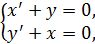 x′ + y = 0,
y′ + x = 0,